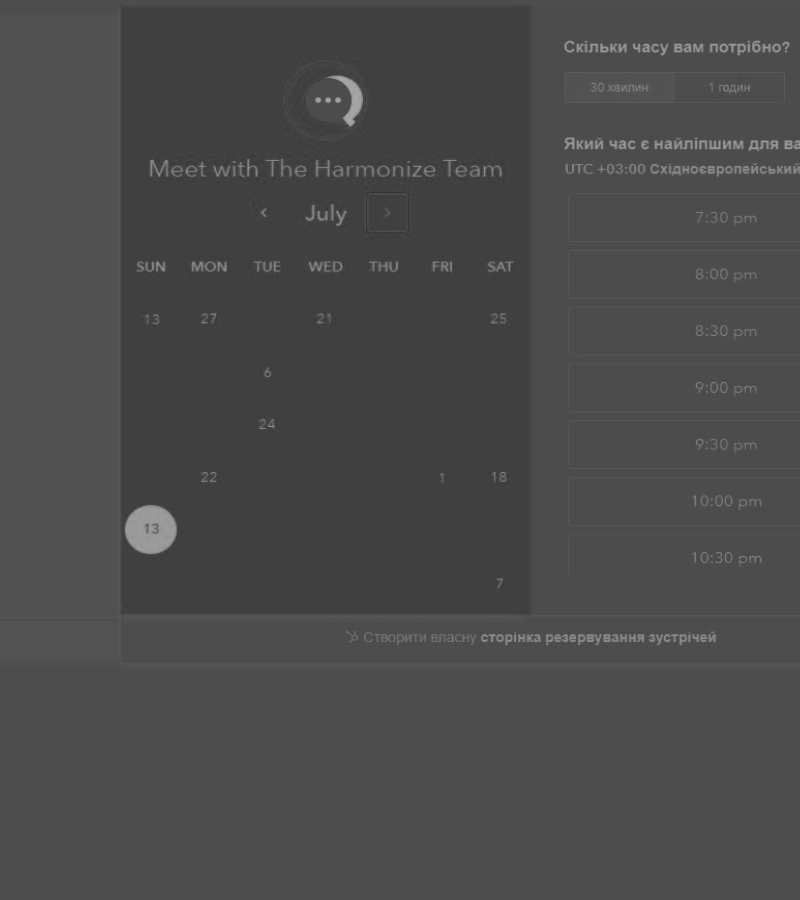 Meet with The Harmonize Team
July
SUN MON TUE WED THU FRI SAT
13 27 21 25
6
24
22 1 18
13
7
Скільки часу вам потрібно?
30 хвилин 1 годин
Який час є найліпшим для ва
UTC +03:00 Східноєвропейський
7:30 pm
8:00 pm
8:30 pm
9:00 pm
9:30 pm
10:00 pm
10:30 pm
Створити власну сторінка резервування зустрічей